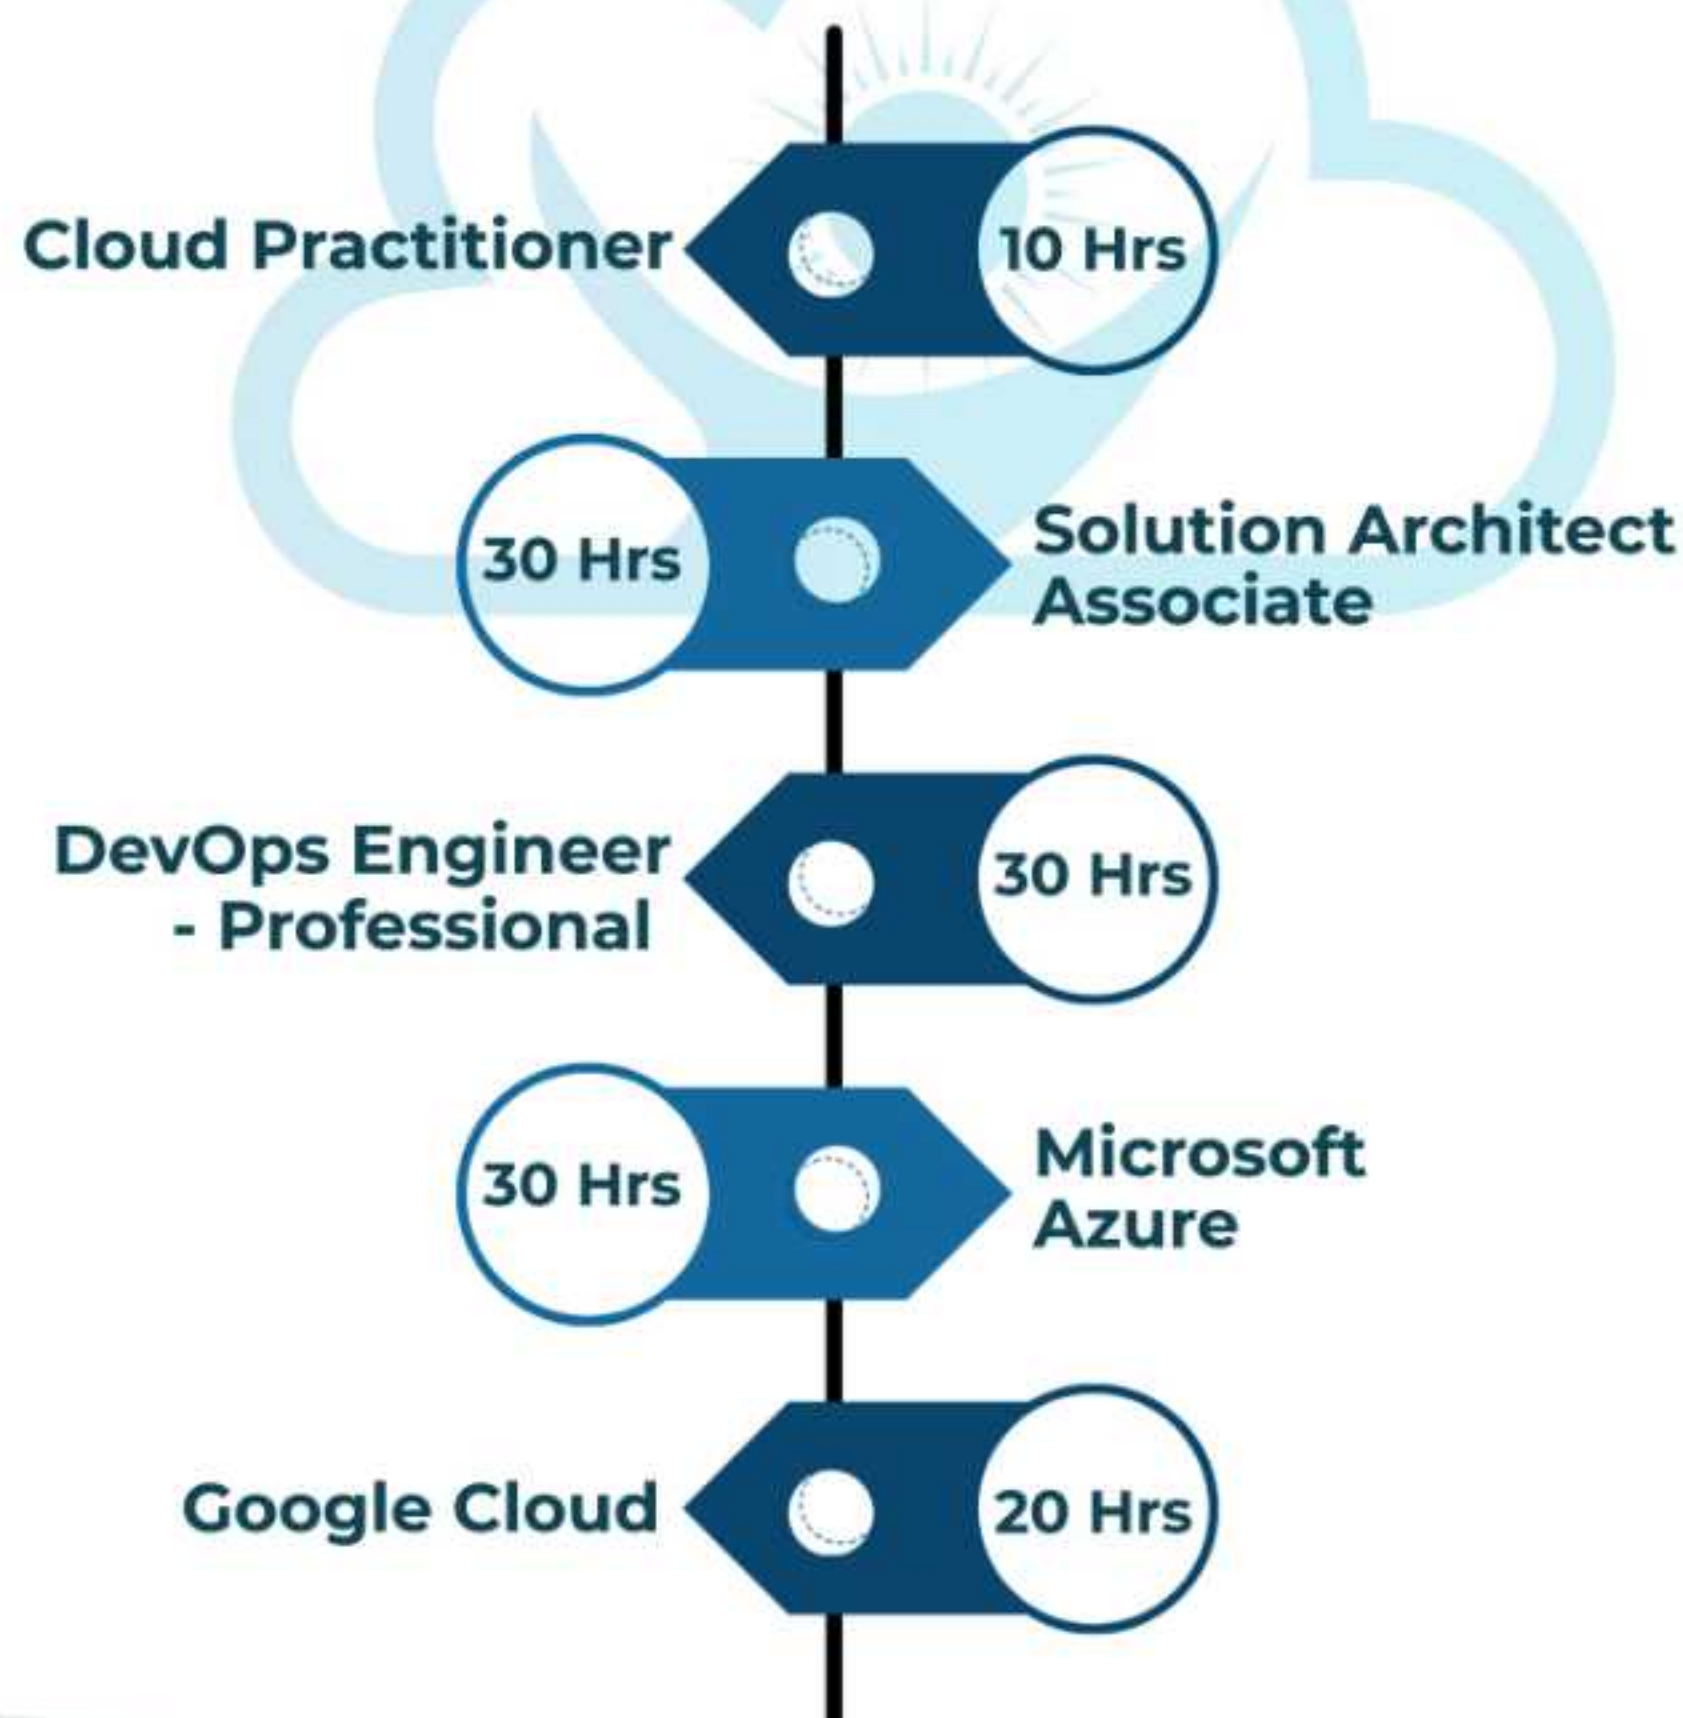 Cloud Practitioner
10 Hrs
30 Hrs
Solution Architect
Associate
DevOps Engineer
- Professional
30 Hrs
30 Hrs
Microsoft
Azure
Google Cloud
20 Hrs